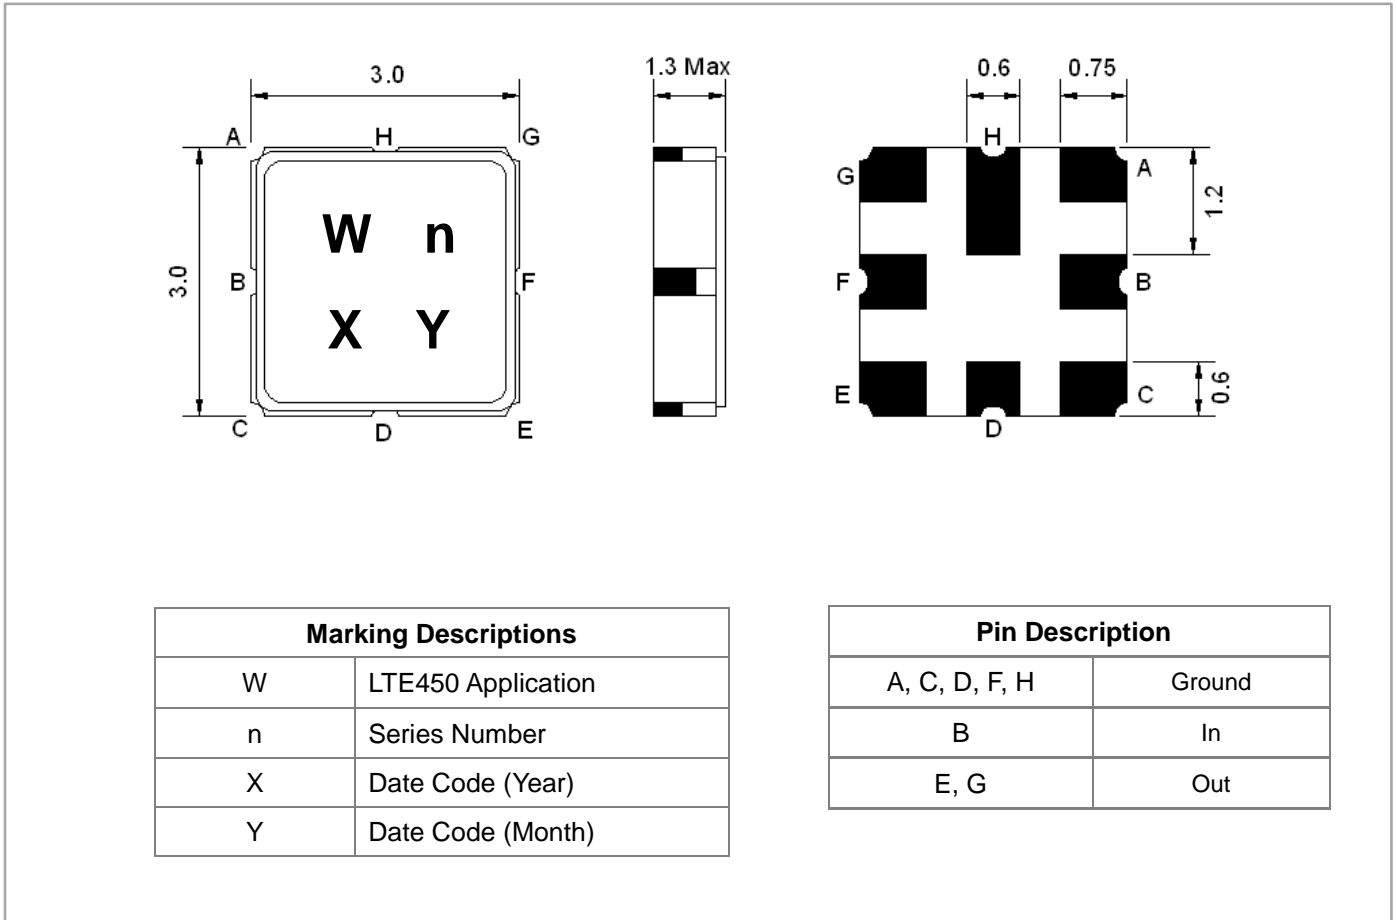 3.0
1.3 Max
0.6 0.75
A H G
H
G A
W n
1.2
3.0
B F
F B
X Y
E C
0.6
C D E
D
Marking Descriptions
W LTE450 Application
n Series Number
X Date Code (Year)
Y Date Code (Month)
Pin Description
A, C, D, F, H Ground
B In
E, G Out